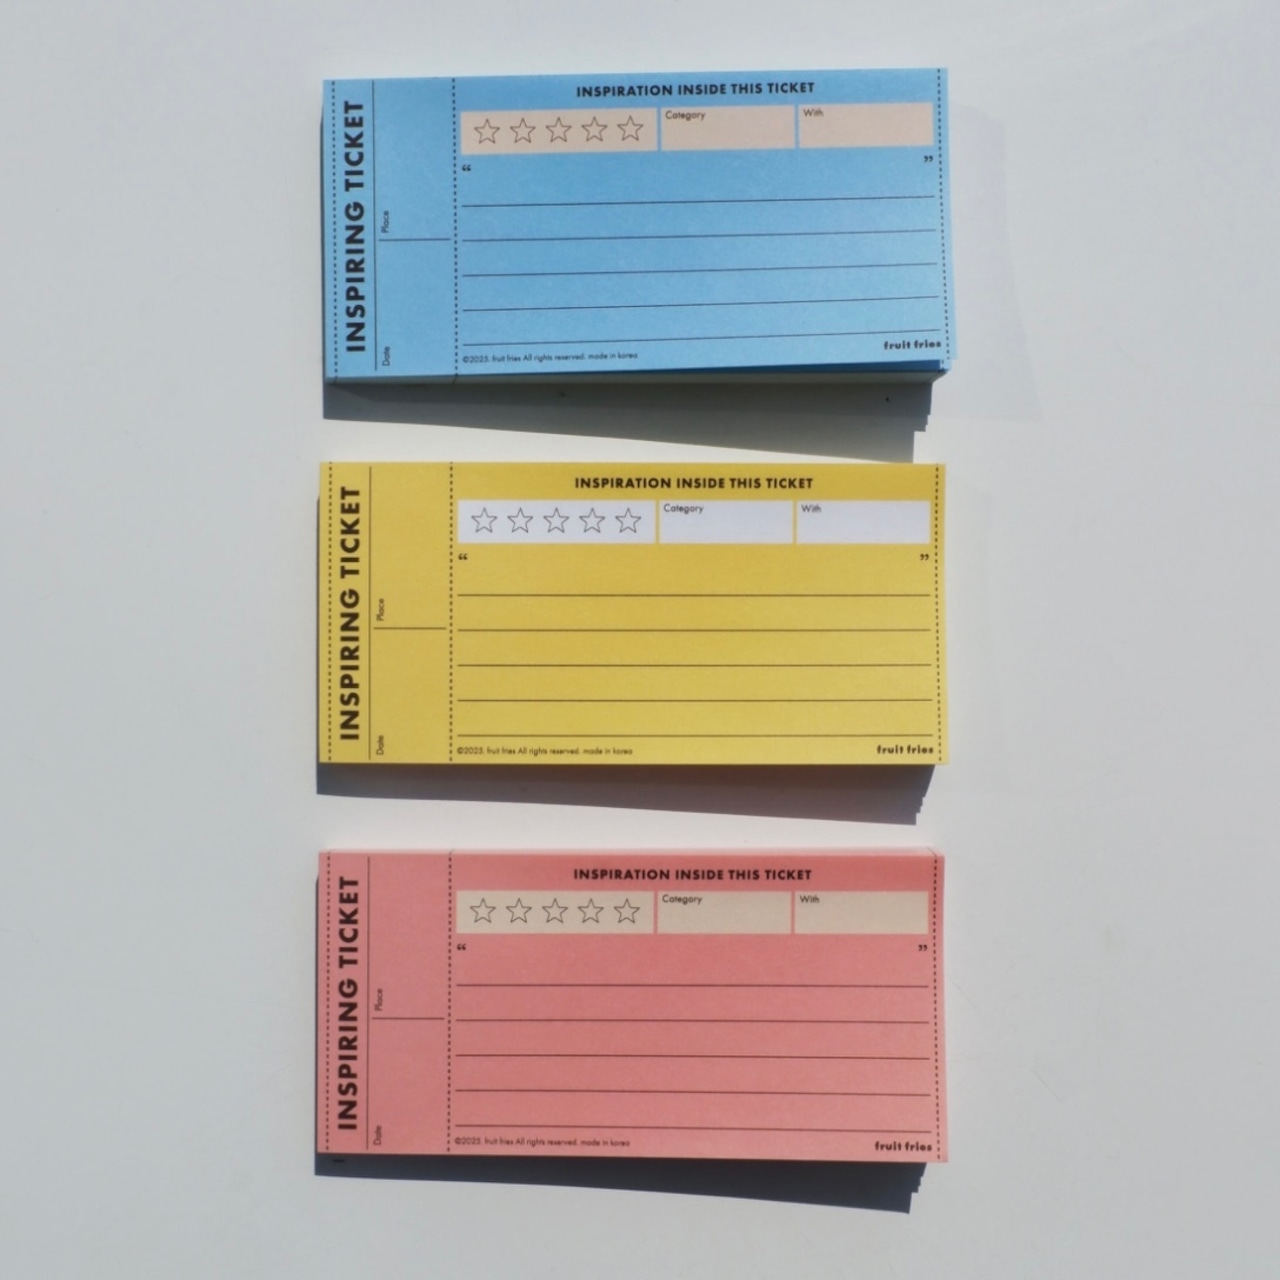 INSPIRING TICKET
Place
Date
INSPIRATION INSIDE THIS TICKET
Category
With
“ ”
©2025. fruit fries All rights reserved. made in korea
fruit fries
INSPIRING TICKET
Place
Date
INSPIRATION INSIDE THIS TICKET
Category
With
“ ”
©2025. fruit fries All rights reserved. made in korea
fruit fries
INSPIRING TICKET
Place
Date
INSPIRATION INSIDE THIS TICKET
Category
With
“ ”
©2025. fruit fries All rights reserved. made in korea
fruit fries